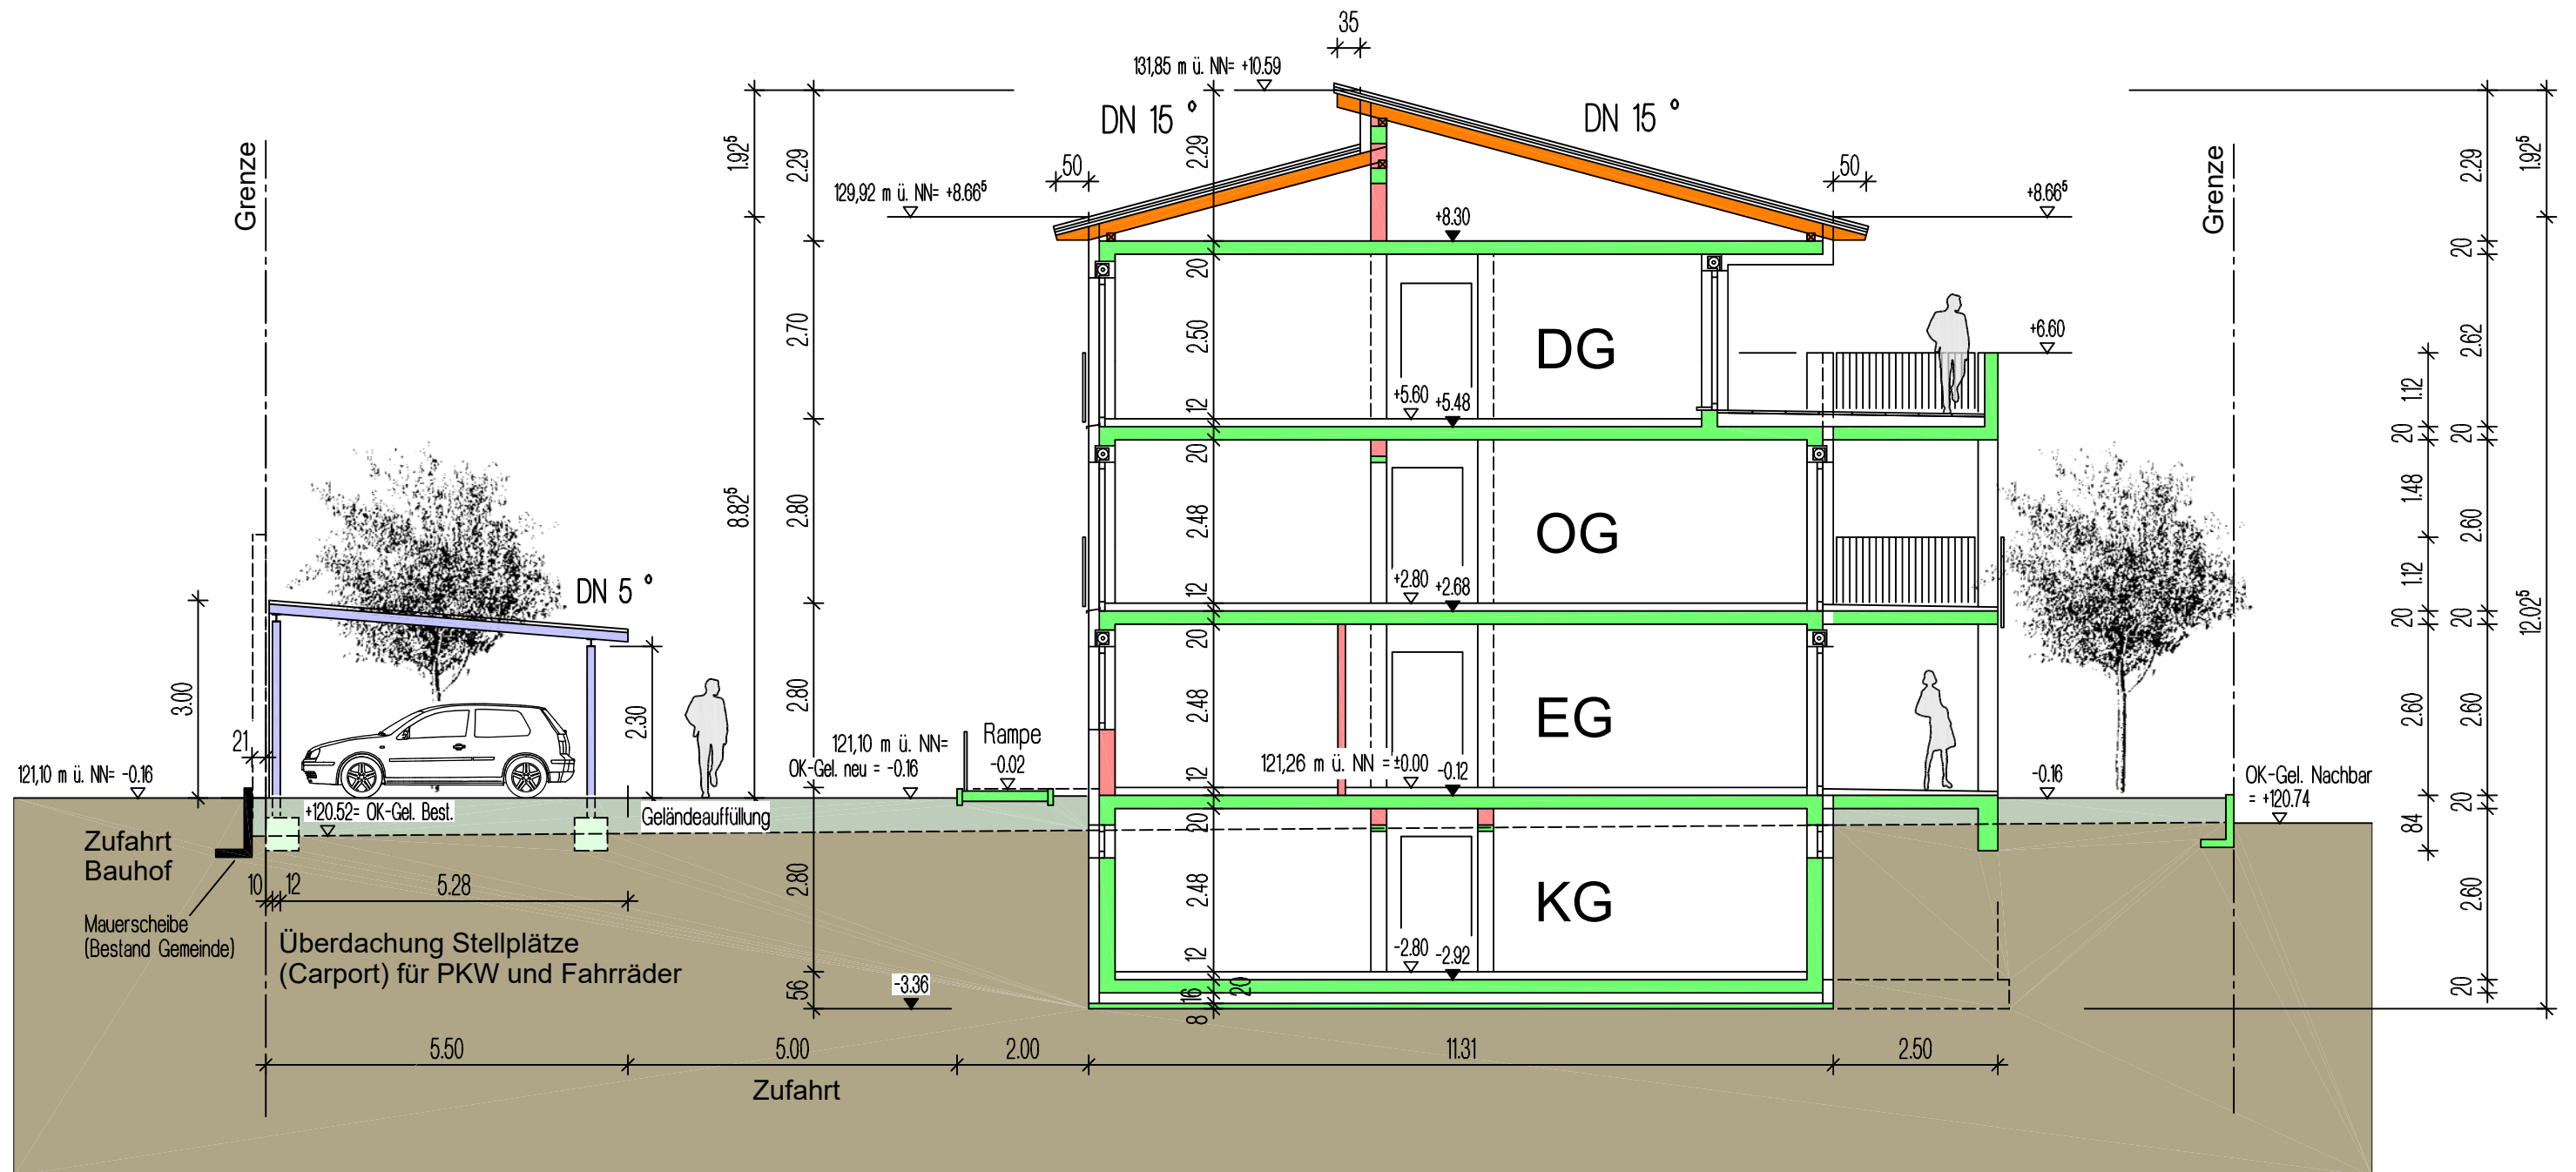 35
131,85 m ü. NN= +10.59
DN 15 °
DN 15 °
Grenze
Grenze
1.92⁵
2.29
2.29
50
50
2.29
1.92⁵
129,92 m ü. NN= +8.66⁵
+8.66⁵
+8.30
20
20
2.70
2.50
DG
+6.60
2.62
1.12
12
+5.60
+5.48
20
20
20
8.82⁵
2.80
2.48
OG
1.48
2.60
12.02⁵
1.12
DN 5 °
12
+2.80
+2.68
20
20
20
3.00
2.30
21
2.80
2.48
EG
2.60
2.60
Rampe
-0.02
121,10 m ü. NN=
OK-Gel. neu = -0.16
121,10 m ü. NN= -0.16
12
121,26 m ü. NN = ±0.00
-0.12
-0.16
OK-Gel. Nachbar
= +120.74
+120.52= OK-Gel. Best.
Geländeauffüllung
20
20
84
Zufahrt
Bauhof
10
12
5.28
2.80
2.48
KG
2.60
Mauerscheibe
(Bestand Gemeinde)
Überdachung Stellplätze
(Carport) für PKW und Fahrräder
12
-2.80
-2.92
56
-3.36
16
20
8
20
5.50
5.00
2.00
11.31
2.50
Zufahrt